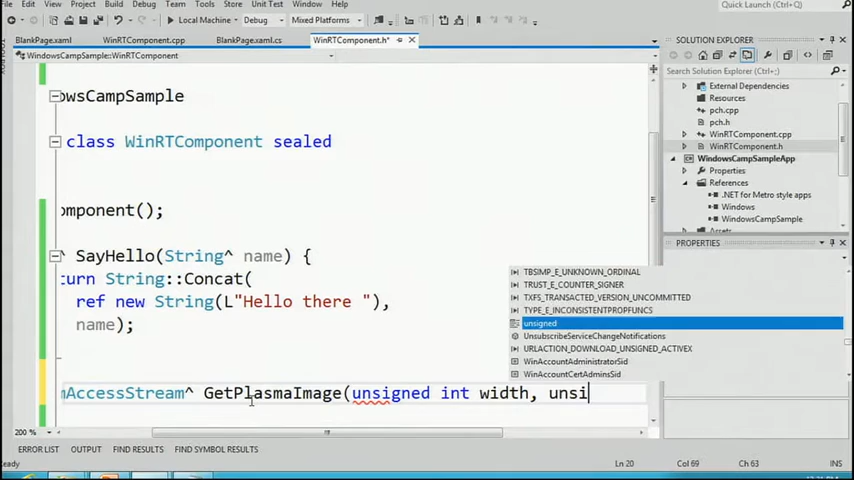 File Edit View Project Build Debug Team Data Tools Store Unit Test Window Help
Quick Launch (Ctrl+Q)
Local Machine Debug Mixed Platforms
BlankPage.xaml WinRTComponent.cpp BlankPage.xaml.cs WinRTComponent.h*
WindowsCampSample::WinRTComponent
owsCampSample
class WinRTComponent sealed
omponent();
^ SayHello(String^ name) {
turn String::Concat(
ref new String(L"Hello there "),
name);
mAccessStream^ GetPlasmaImage(unsigned int width, unsi
TBSIMP_E_UNKNOWN_ORDINAL
TRUST_E_COUNTER_SIGNER
TXFS_TRANSACTED_VERSION_UNCOMMITTED
TYPE_E_INCONSISTENTPROPFUNCS
unsigned
UnsubscribeServiceChangeNotifications
URLACTION_DOWNLOAD_UNSIGNED_ACTIVEX
WinAccountAdministratorSid
WinAccountCertAdminsSid
SOLUTION EXPLORER
Search Solution Explorer
External Dependencies
Resources
pch.cpp
pch.h
WinRTComponent.cpp
WinRTComponent.h
WindowsCampSampleApp
Properties
References
.NET for Metro style apps
Windows
WindowsCampSample
Assets
PROPERTIES
200 %
ERROR LIST OUTPUT FIND RESULTS FIND SYMBOL RESULTS
Ready Ln 20 Col 69 Ch 63